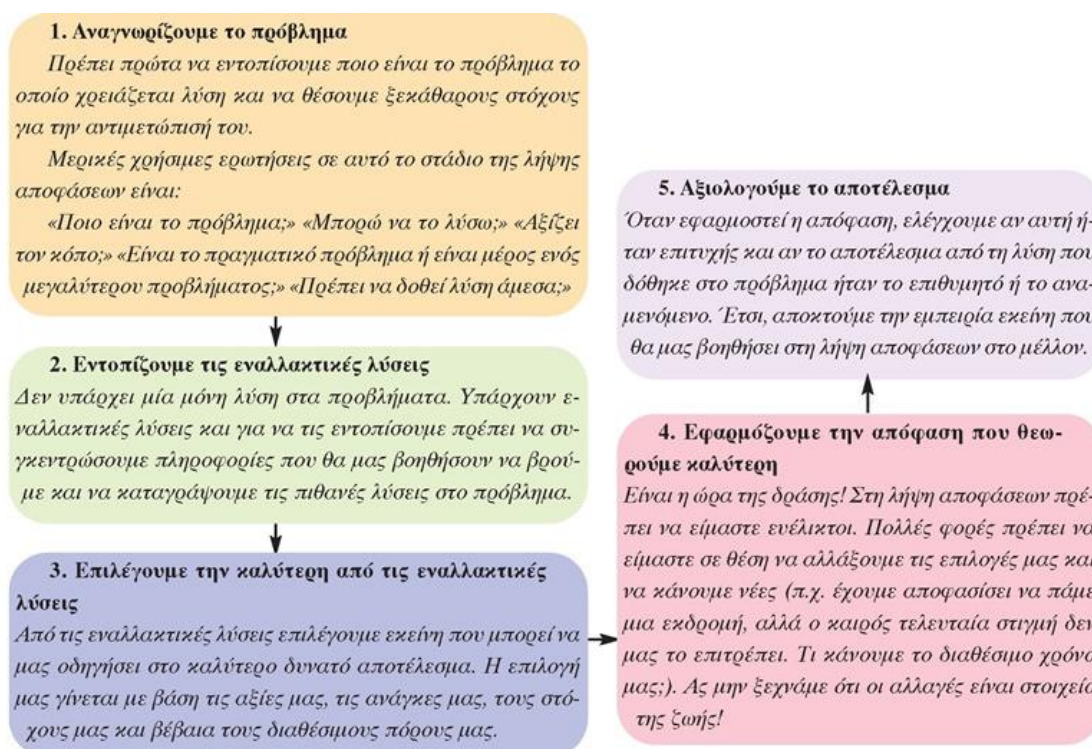 1. Αναγνωρίζουμε το πρόβλημα
Πρέπει πρώτα να εντοπίσουμε ποιο είναι το πρόβλημα το
οποίο χρειάζεται λύση και να θέσουμε ξεκάθαρους στόχους
για την αντιμετώπισή του.
Μερικές χρήσιμες ερωτήσεις σε αυτό το στάδιο της λήψης
αποφάσεων είναι:
«Ποιο είναι το πρόβλημα;» «Μπορώ να το λύσω;» «Αξίζει
τον κόπο;» «Είναι το πραγματικό πρόβλημα ή είναι μέρος ενός
μεγαλύτερου προβλήματος;» «Πρέπει να δοθεί λύση άμεσα;»
2. Εντοπίζουμε τις εναλλακτικές λύσεις
Δεν υπάρχει μία μόνη λύση στα προβλήματα. Υπάρχουν ε-
ναλλακτικές λύσεις και για να τις εντοπίσουμε πρέπει να συ-
γκεντρώσουμε πληροφορίες που θα μας βοηθήσουν να βρού-
με και να καταγράψουμε τις πιθανές λύσεις στο πρόβλημα.
3. Επιλέγουμε την καλύτερη από τις εναλλακτικές
λύσεις
Από τις εναλλακτικές λύσεις επιλέγουμε εκείνη που μπορεί να
μας οδηγήσει στο καλύτερο δυνατό αποτέλεσμα. Η επιλογή
μας γίνεται με βάση τις αξίες μας, τις ανάγκες μας, τους στό-
χους μας και βέβαια τους διαθέσιμους πόρους μας.
4. Εφαρμόζουμε την απόφαση που θεω-
ρούμε καλύτερη
Είναι η ώρα της δράσης! Στη λήψη αποφάσεων πρέ-
πει να είμαστε ευέλικτοι. Πολλές φορές πρέπει να
είμαστε σε θέση να αλλάξουμε τις επιλογές μας και
να κάνουμε νέες (π.χ. έχουμε αποφασίσει να πάμε
μια εκδρομή, αλλά ο καιρός τελευταία στιγμή δεν
μας το επιτρέπει. Τι κάνουμε το διαθέσιμο χρόνο
μας;). Ας μην ξεχνάμε ότι οι αλλαγές είναι στοιχείο
της ζωής!
5. Αξιολογούμε το αποτέλεσμα
Όταν εφαρμοστεί η απόφαση, ελέγχουμε αν αυτή ή-
ταν επιτυχής και αν το αποτέλεσμα από τη λύση που
δόθηκε στο πρόβλημα ήταν το επιθυμητό ή το ανα-
μενόμενο. Έτσι, αποκτούμε την εμπειρία εκείνη που
θα μας βοηθήσει στη λήψη αποφάσεων στο μέλλον.